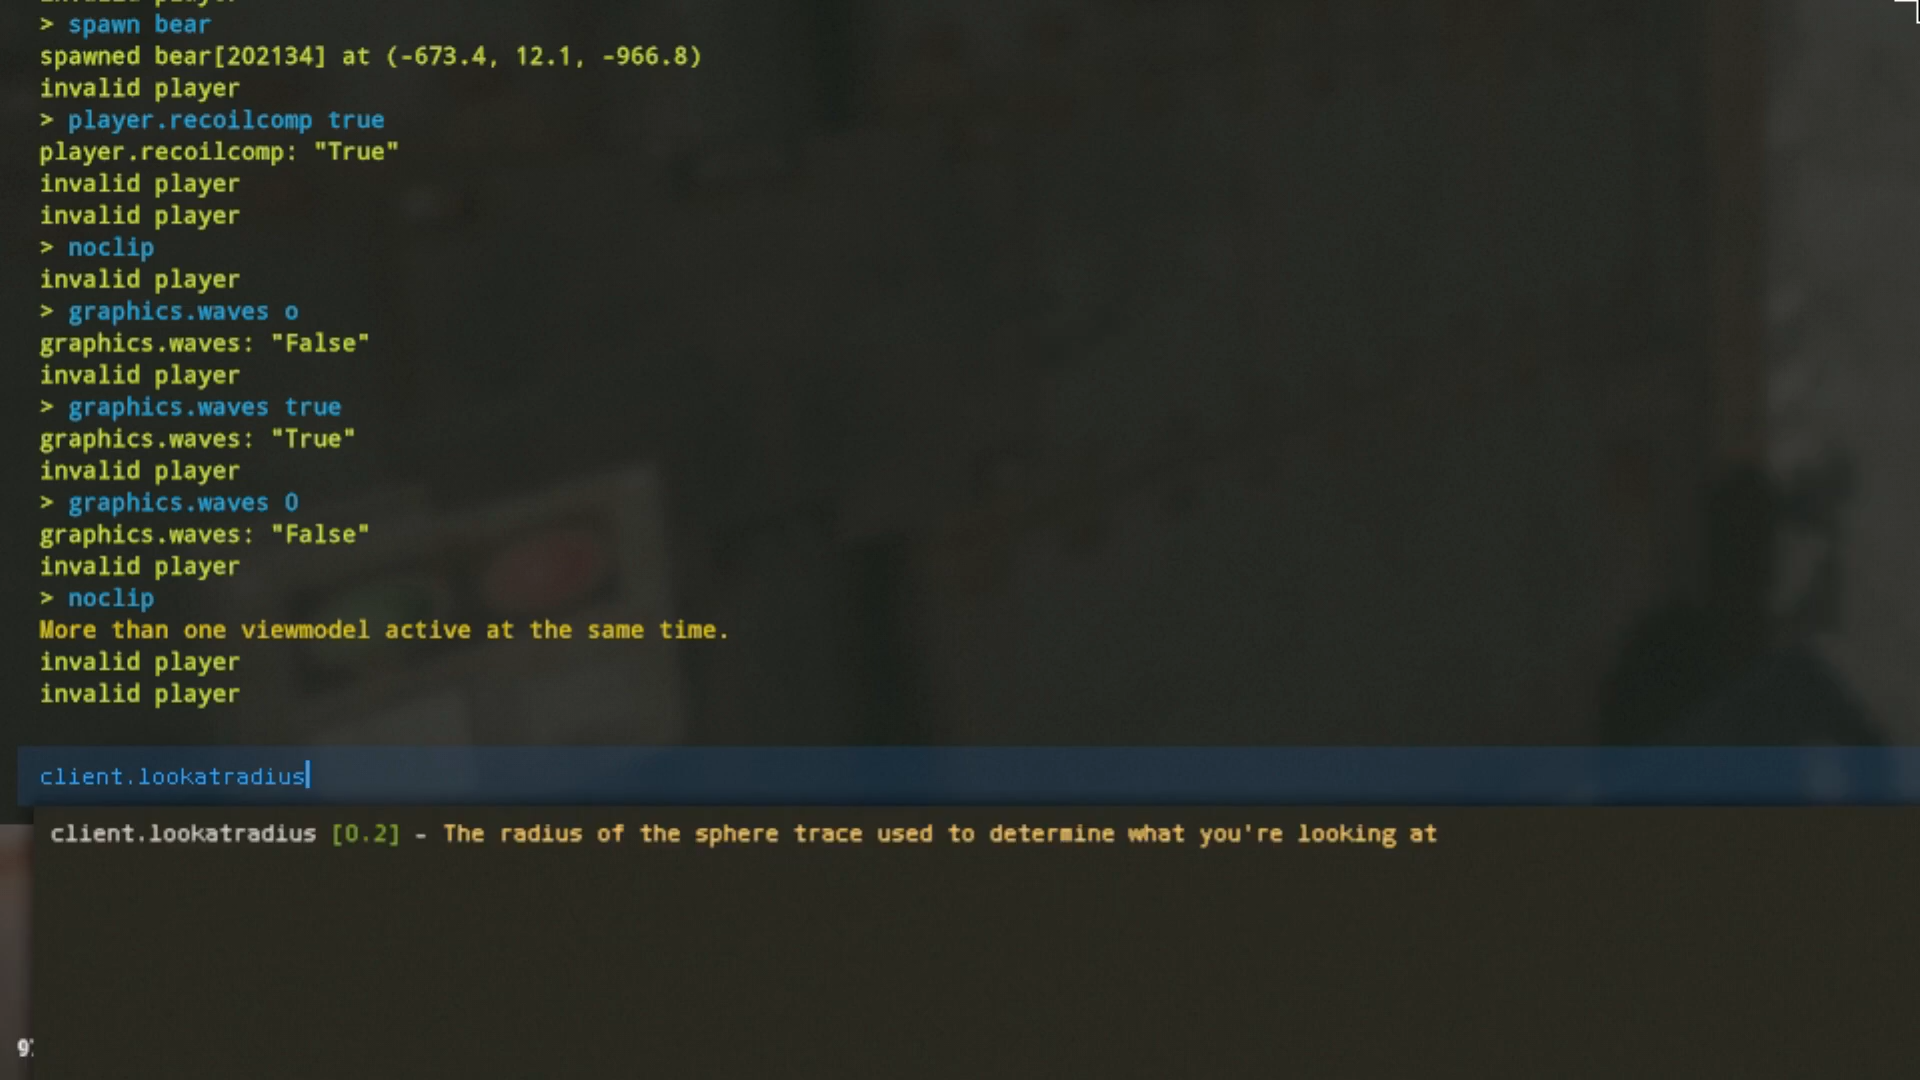 > spawn bear
spawned bear[202134] at (-673.4, 12.1, -966.8)
invalid player
> player.recoilcomp true
player.recoilcomp: "True"
invalid player
invalid player
> noclip
invalid player
> graphics.waves o
graphics.waves: "False"
invalid player
> graphics.waves true
graphics.waves: "True"
invalid player
> graphics.waves 0
graphics.waves: "False"
invalid player
> noclip
More than one viewmodel active at the same time.
invalid player
invalid player
client.lookatradius
client.lookatradius [0.2] - The radius of the sphere trace used to determine what you're looking at